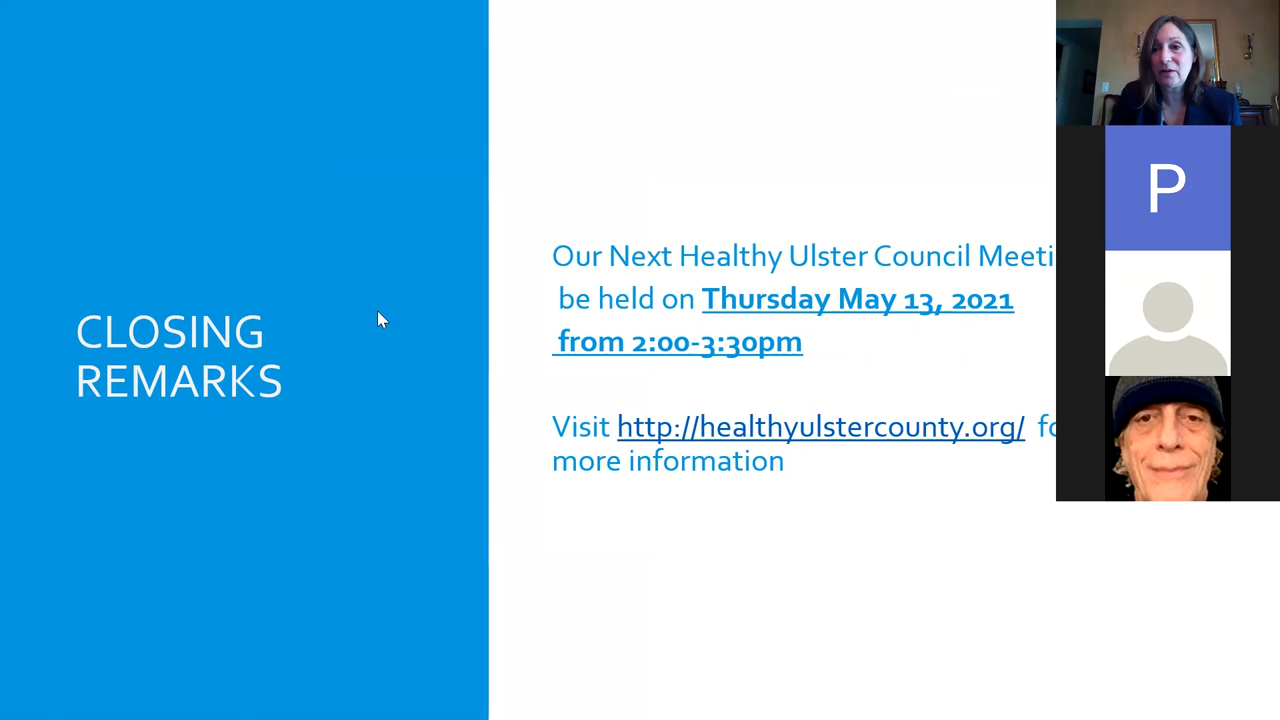 CLOSING
REMARKS
Our Next Healthy Ulster Council Meeti
be held on Thursday May 13, 2021
from 2:00-3:30pm
Visit http://healthyulstercounty.org/ fo
more information
P